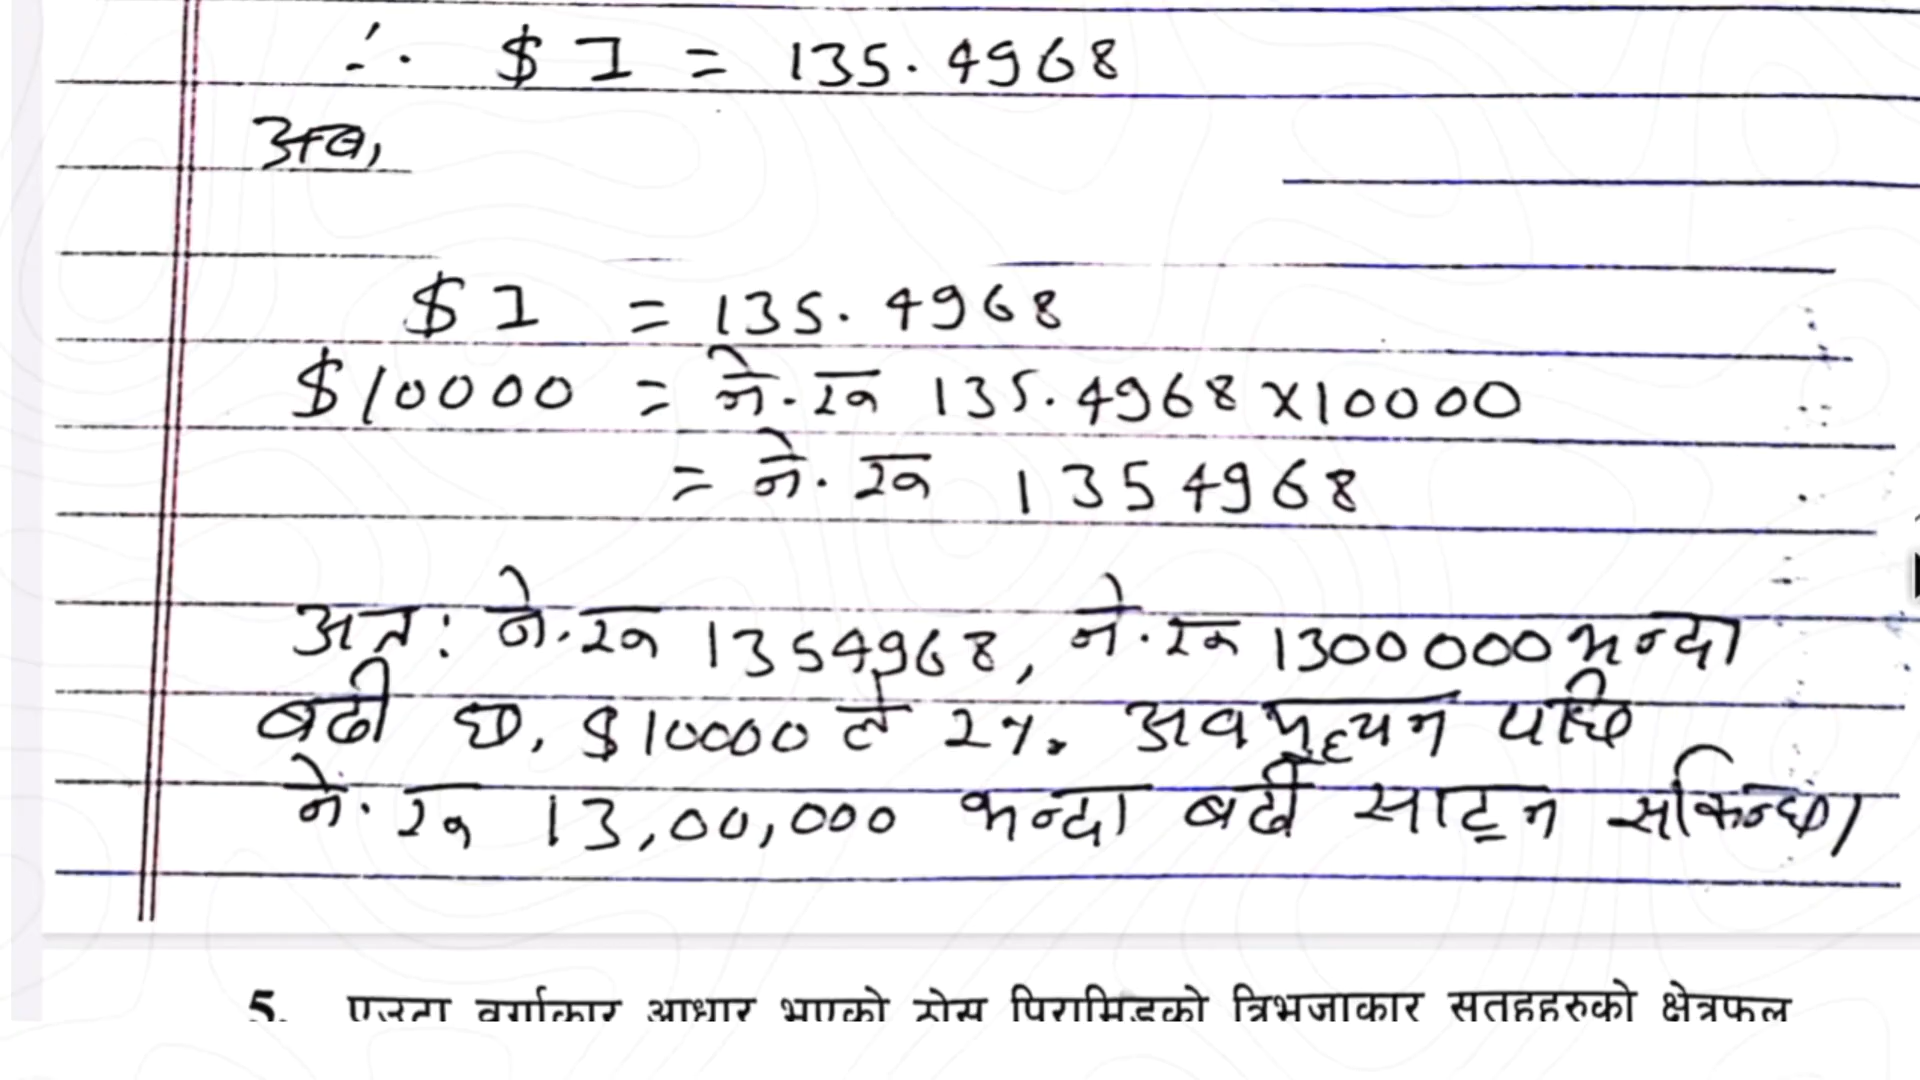 ∴ $ 1 = 135.4968
अब,
$ 1 = 135.4968
$10000 = ने.रु 135.4968 x10000
= ने.रु 1354968
अत: ने.रु 1354968, ने.रु 1300000 भन्दा
बढी छ, $10000 ले 2%. अवमूल्यन पछि
ने.रु 13,00,000 भन्दा बढी साट्न सकिन्छ।
5. एउटा वर्गाकार आधार भएको ठोस पिरामिडको त्रिभुजाकार सतहहरुको क्षेत्रफल